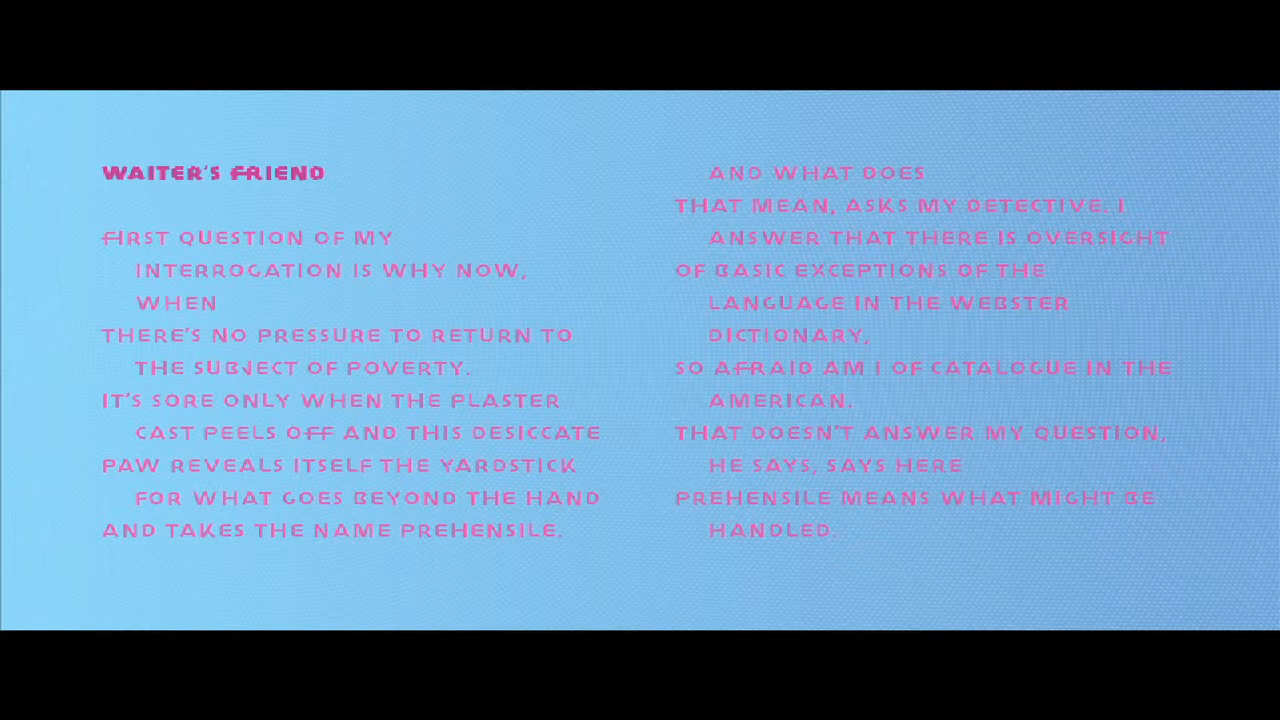 WAITER'S FRIEND
FIRST QUESTION OF MY
INTERROGATION IS WHY NOW,
WHEN
THERE'S NO PRESSURE TO RETURN TO
THE SUBJECT OF POVERTY.
IT'S SORE ONLY WHEN THE PLASTER
CAST PEELS OFF AND THIS DESICCATE
PAW REVEALS ITSELF THE YARDSTICK
FOR WHAT GOES BEYOND THE HAND
AND TAKES THE NAME PREHENSILE.
AND WHAT DOES
THAT MEAN, ASKS MY DETECTIVE. I
ANSWER THAT THERE IS OVERSIGHT
OF BASIC EXCEPTIONS OF THE
LANGUAGE IN THE WEBSTER
DICTIONARY,
SO AFRAID AM I OF CATALOGUE IN THE
AMERICAN.
THAT DOESN'T ANSWER MY QUESTION,
HE SAYS, SAYS HERE
PREHENSILE MEANS WHAT MIGHT BE
HANDLED.